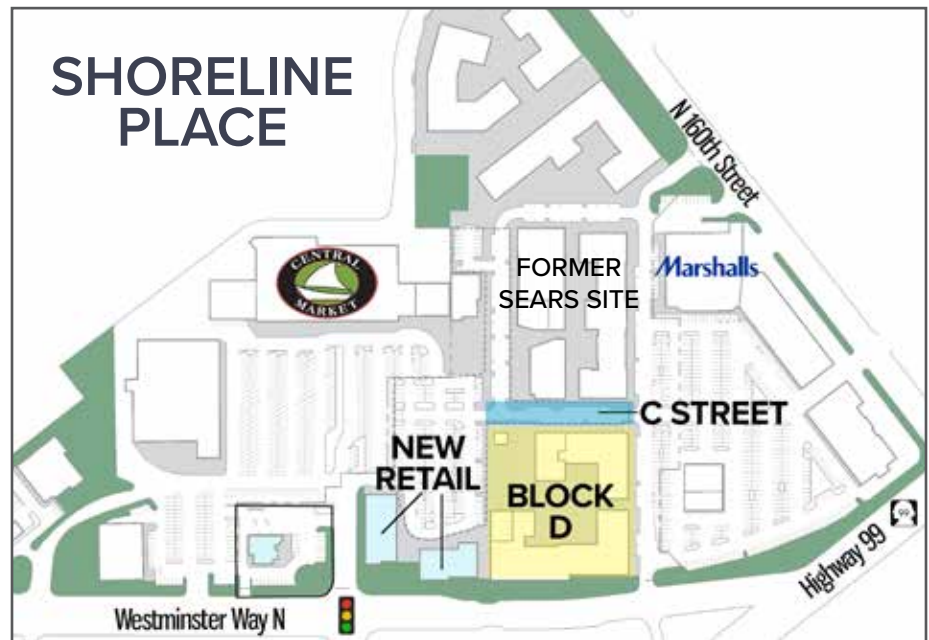 SHORELINE
PLACE
N 160th Street
CENTRAL
MARKET
FORMER
SEARS SITE
Marshalls
C STREET
NEW
RETAIL
BLOCK
D
99
Highway 99
Westminster Way N